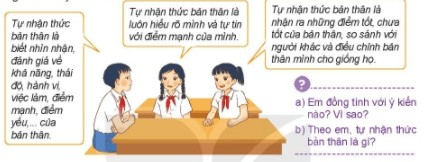 Tự nhận thức
bản thân là
biết nhìn nhận,
đánh giá về
khả năng, thái
độ, hành vi,
việc làm, điểm
mạnh, điểm
yếu,... của
bản thân.
Tự nhận thức bản thân là
luôn hiểu rõ mình và tự tin
với điểm mạnh của mình.
Tự nhận thức bản thân là
nhận ra những điểm tốt, chưa
tốt của bản thân, so sánh với
người khác và điều chỉnh bản
thân mình cho giống họ.
?
a) Em đồng tình với ý kiến
nào? Vì sao?
b) Theo em, tự nhận thức
bản thân là gì?